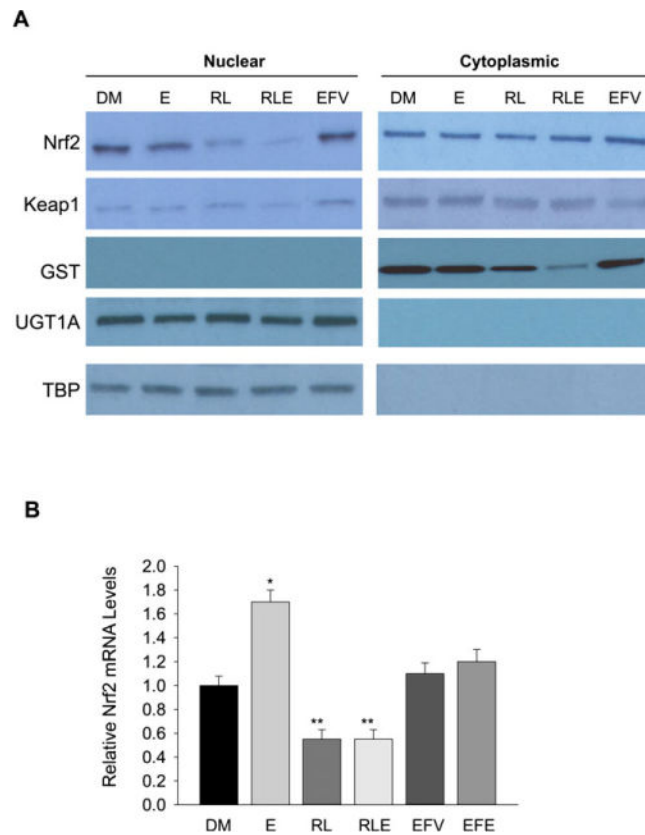 A
Nuclear Cytoplasmic
DM E RL RLE EFV DM E RL RLE EFV
Nrf2
Keap1
GST
UGT1A
TBP
B
Relative Nrf2 mRNA Levels
2.0
1.8
1.6
1.4
1.2
1.0
0.8
0.6
0.4
0.2
0.0
*
**
**
DM E RL RLE EFV EFE